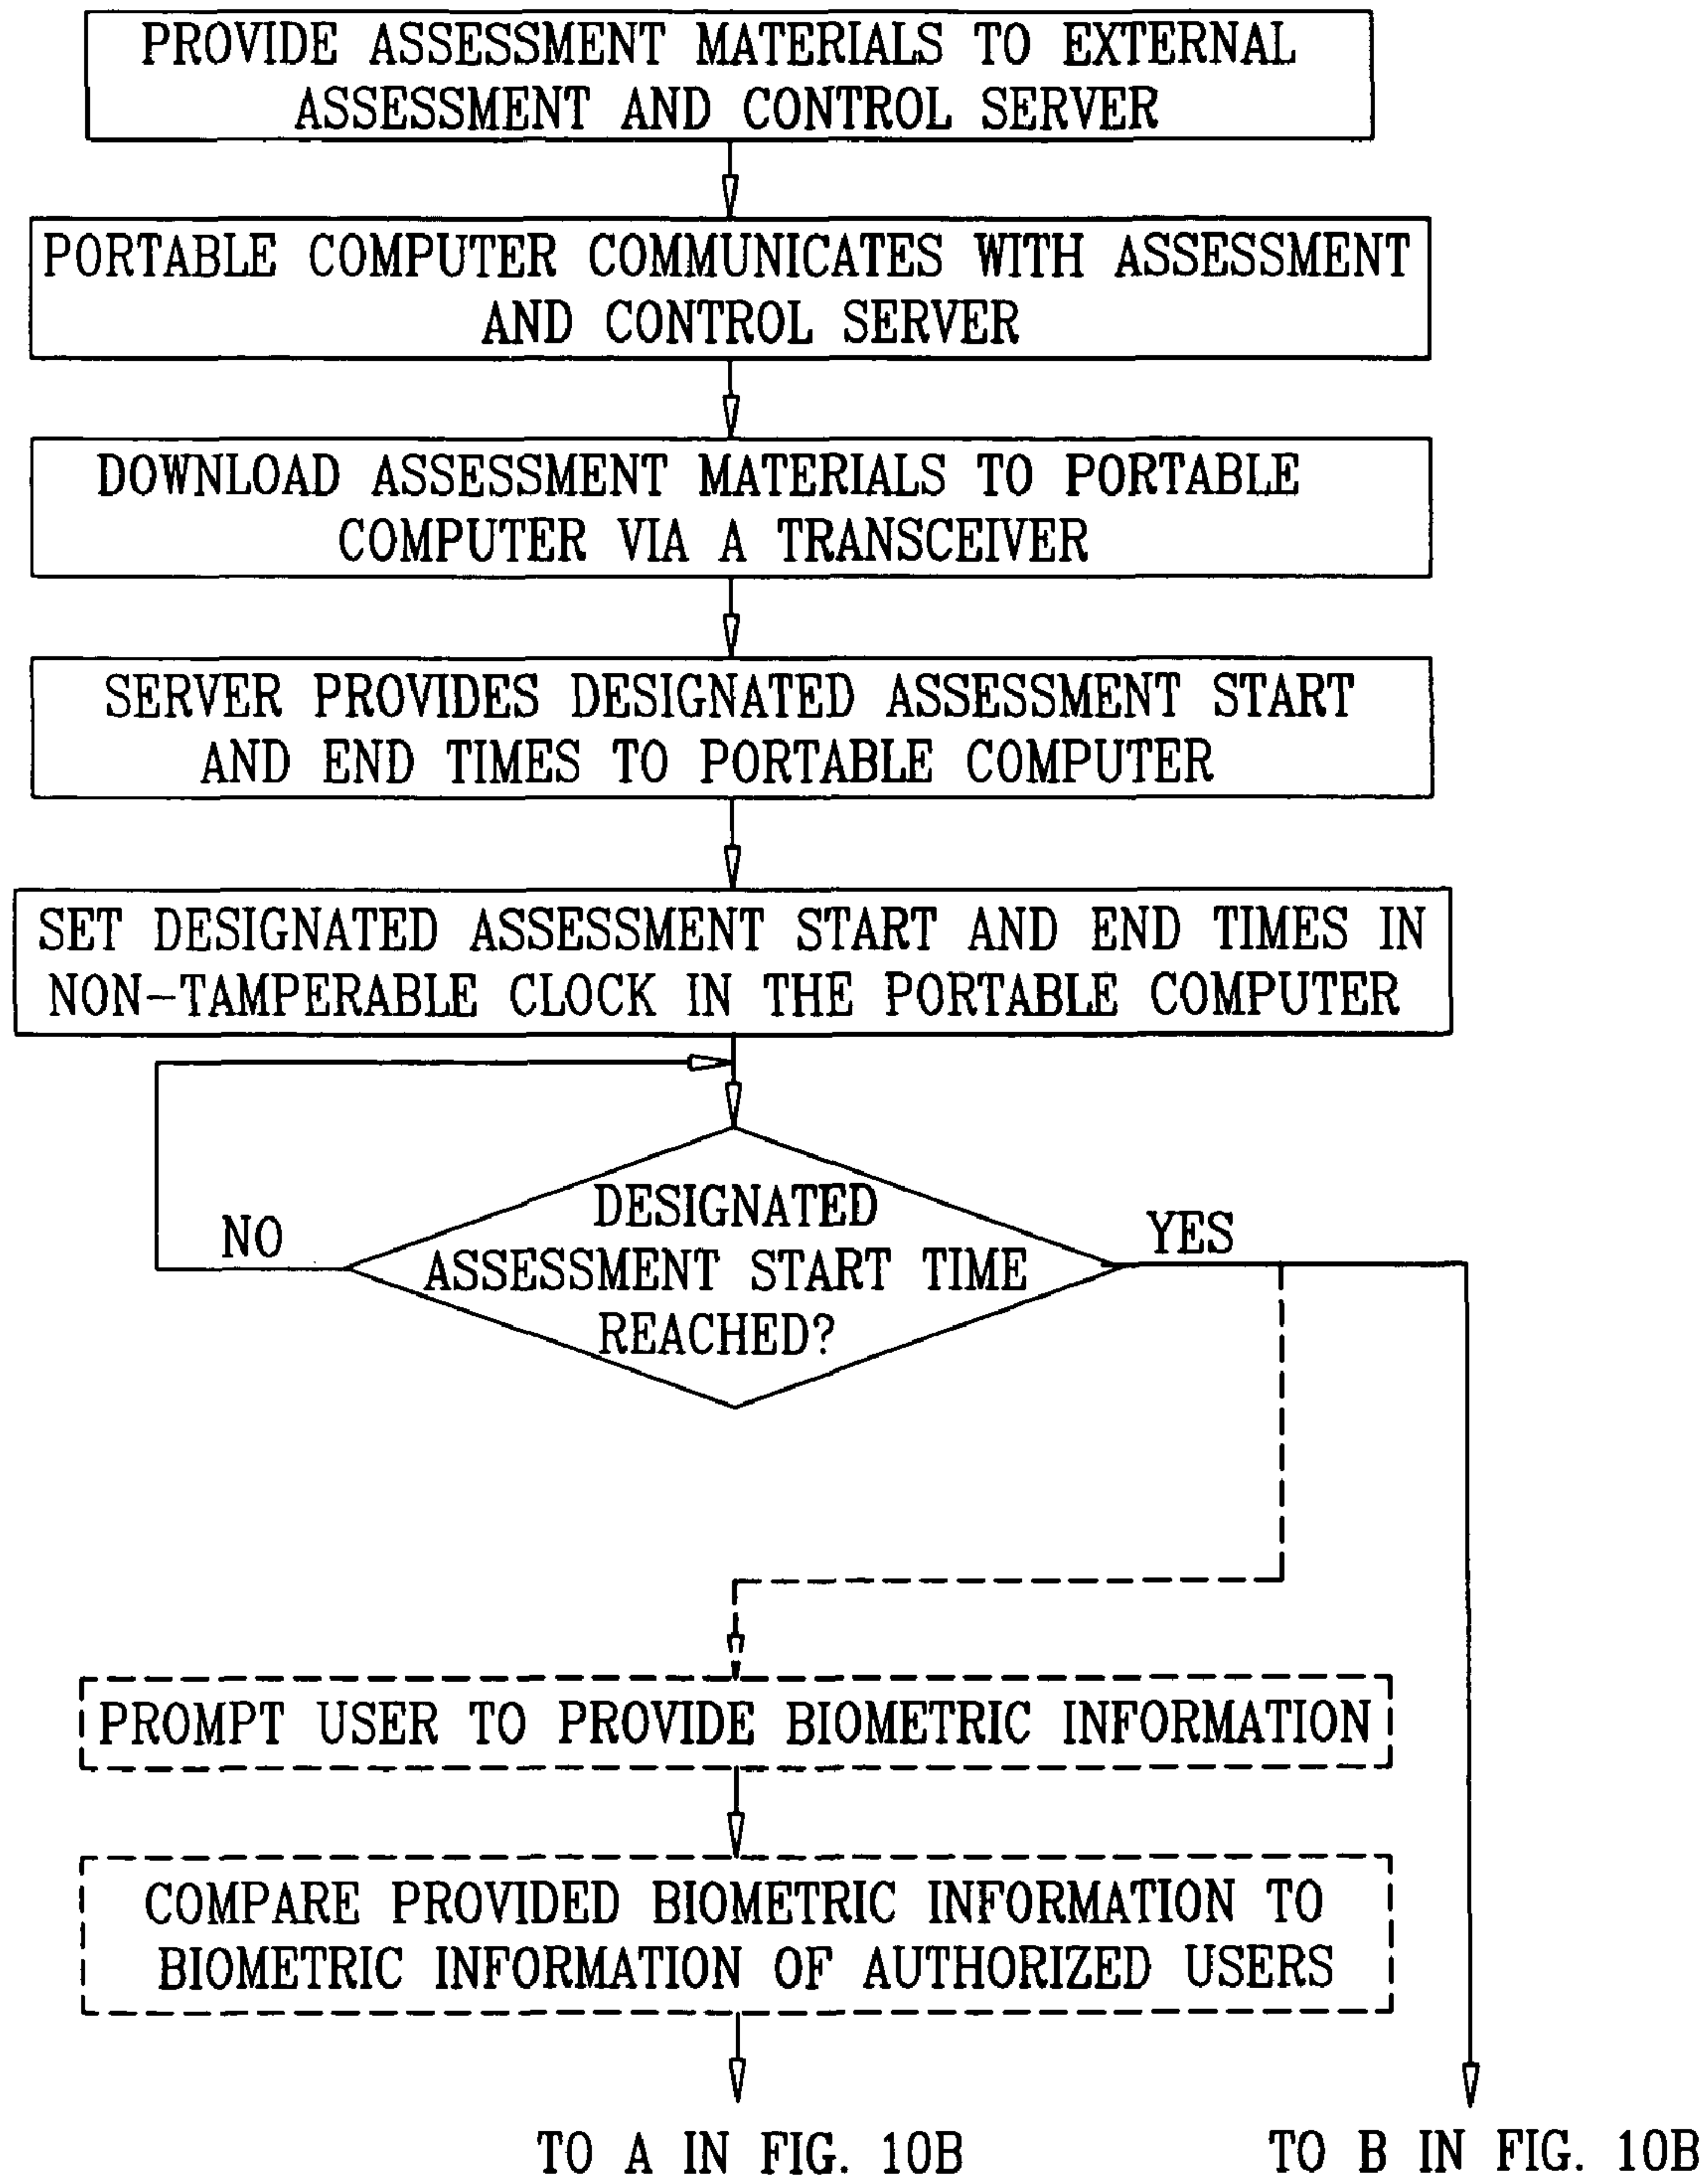 PROVIDE ASSESSMENT MATERIALS TO EXTERNAL
ASSESSMENT AND CONTROL SERVER
PORTABLE COMPUTER COMMUNICATES WITH ASSESSMENT
AND CONTROL SERVER
DOWNLOAD ASSESSMENT MATERIALS TO PORTABLE
COMPUTER VIA A TRANSCEIVER
SERVER PROVIDES DESIGNATED ASSESSMENT START
AND END TIMES TO PORTABLE COMPUTER
SET DESIGNATED ASSESSMENT START AND END TIMES IN
NON-TAMPERABLE CLOCK IN THE PORTABLE COMPUTER
DESIGNATED
ASSESSMENT START TIME
REACHED?
NO
YES
PROMPT USER TO PROVIDE BIOMETRIC INFORMATION
COMPARE PROVIDED BIOMETRIC INFORMATION TO
BIOMETRIC INFORMATION OF AUTHORIZED USERS
TO A IN FIG. 10B
TO B IN FIG. 10B